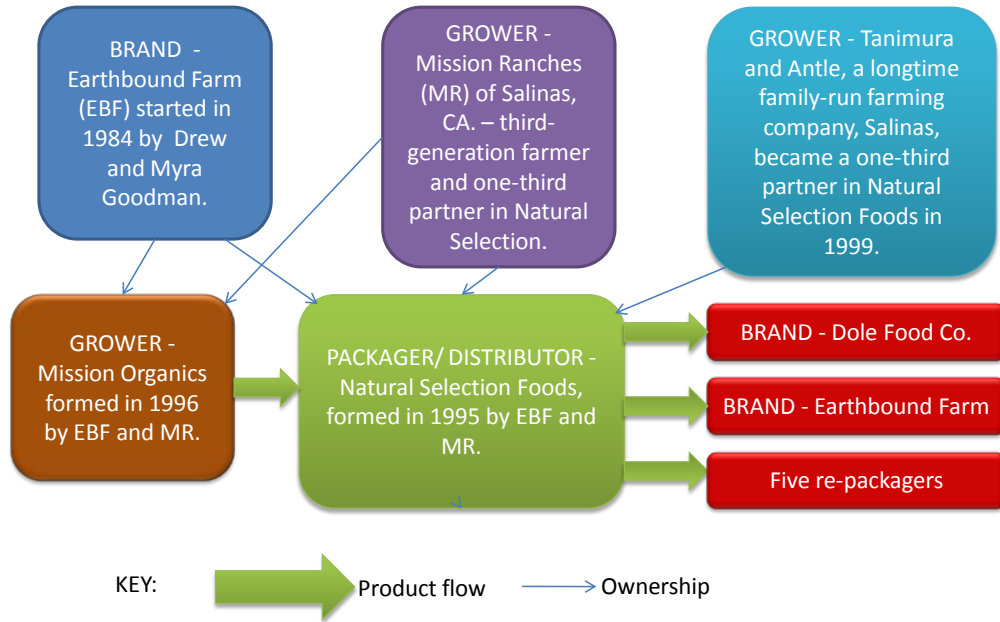 BRAND -
Earthbound Farm
(EBF) started in
1984 by Drew
and Myra
Goodman.
GROWER -
Mission Ranches
(MR) of Salinas,
CA. – third-
generation farmer
and one-third
partner in Natural
Selection.
GROWER - Tanimura
and Antle, a longtime
family-run farming
company, Salinas,
became a one-third
partner in Natural
Selection Foods in
1999.
GROWER -
Mission Organics
formed in 1996
by EBF and MR.
PACKAGER/ DISTRIBUTOR -
Natural Selection Foods,
formed in 1995 by EBF and
MR.
BRAND - Dole Food Co.
BRAND - Earthbound Farm
Five re-packagers
KEY:
Product flow
Ownership